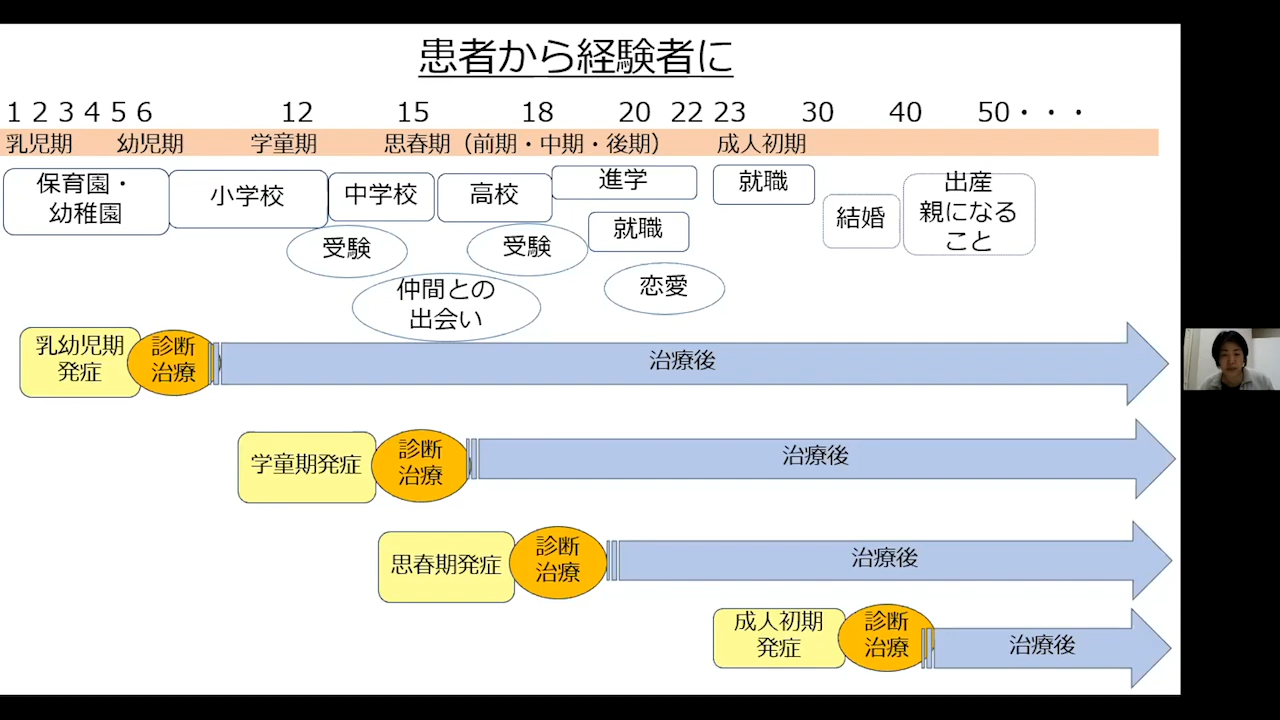 患者から経験者に
1 2 3 4 5 6 12 15 18 20 22 23 30 40 50・・・
乳児期 幼児期 学童期 思春期（前期・中期・後期） 成人初期
保育園・
幼稚園
小学校
中学校
高校
進学
就職
就職
結婚
出産
親になる
こと
受験
受験
仲間との
出会い
恋愛
乳幼児期
発症
診断
治療
治療後
学童期発症
診断
治療
治療後
思春期発症
診断
治療
治療後
成人初期
発症
診断
治療
治療後